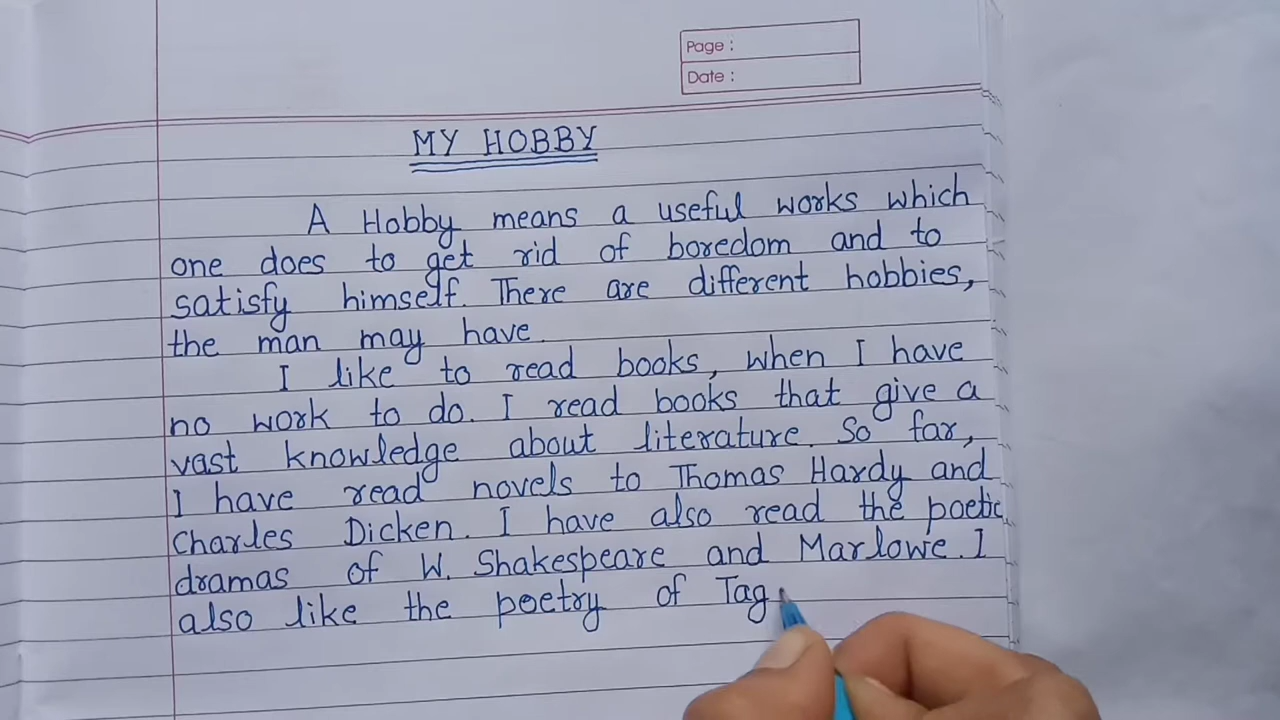 Page :
Date :
MY HOBBY
A Hobby means a useful works which
one does to get rid of boredom and to
satisfy himself. There are different hobbies,
the man may have.
I like to read books, when I have
no work to do. I read books that give a
vast knowledge about literature. So far,
I have read novels to Thomas Hardy and
Charles Dicken. I have also read the poetic
dramas of W. Shakespeare and Marlowe. I
also like the poetry of Tag